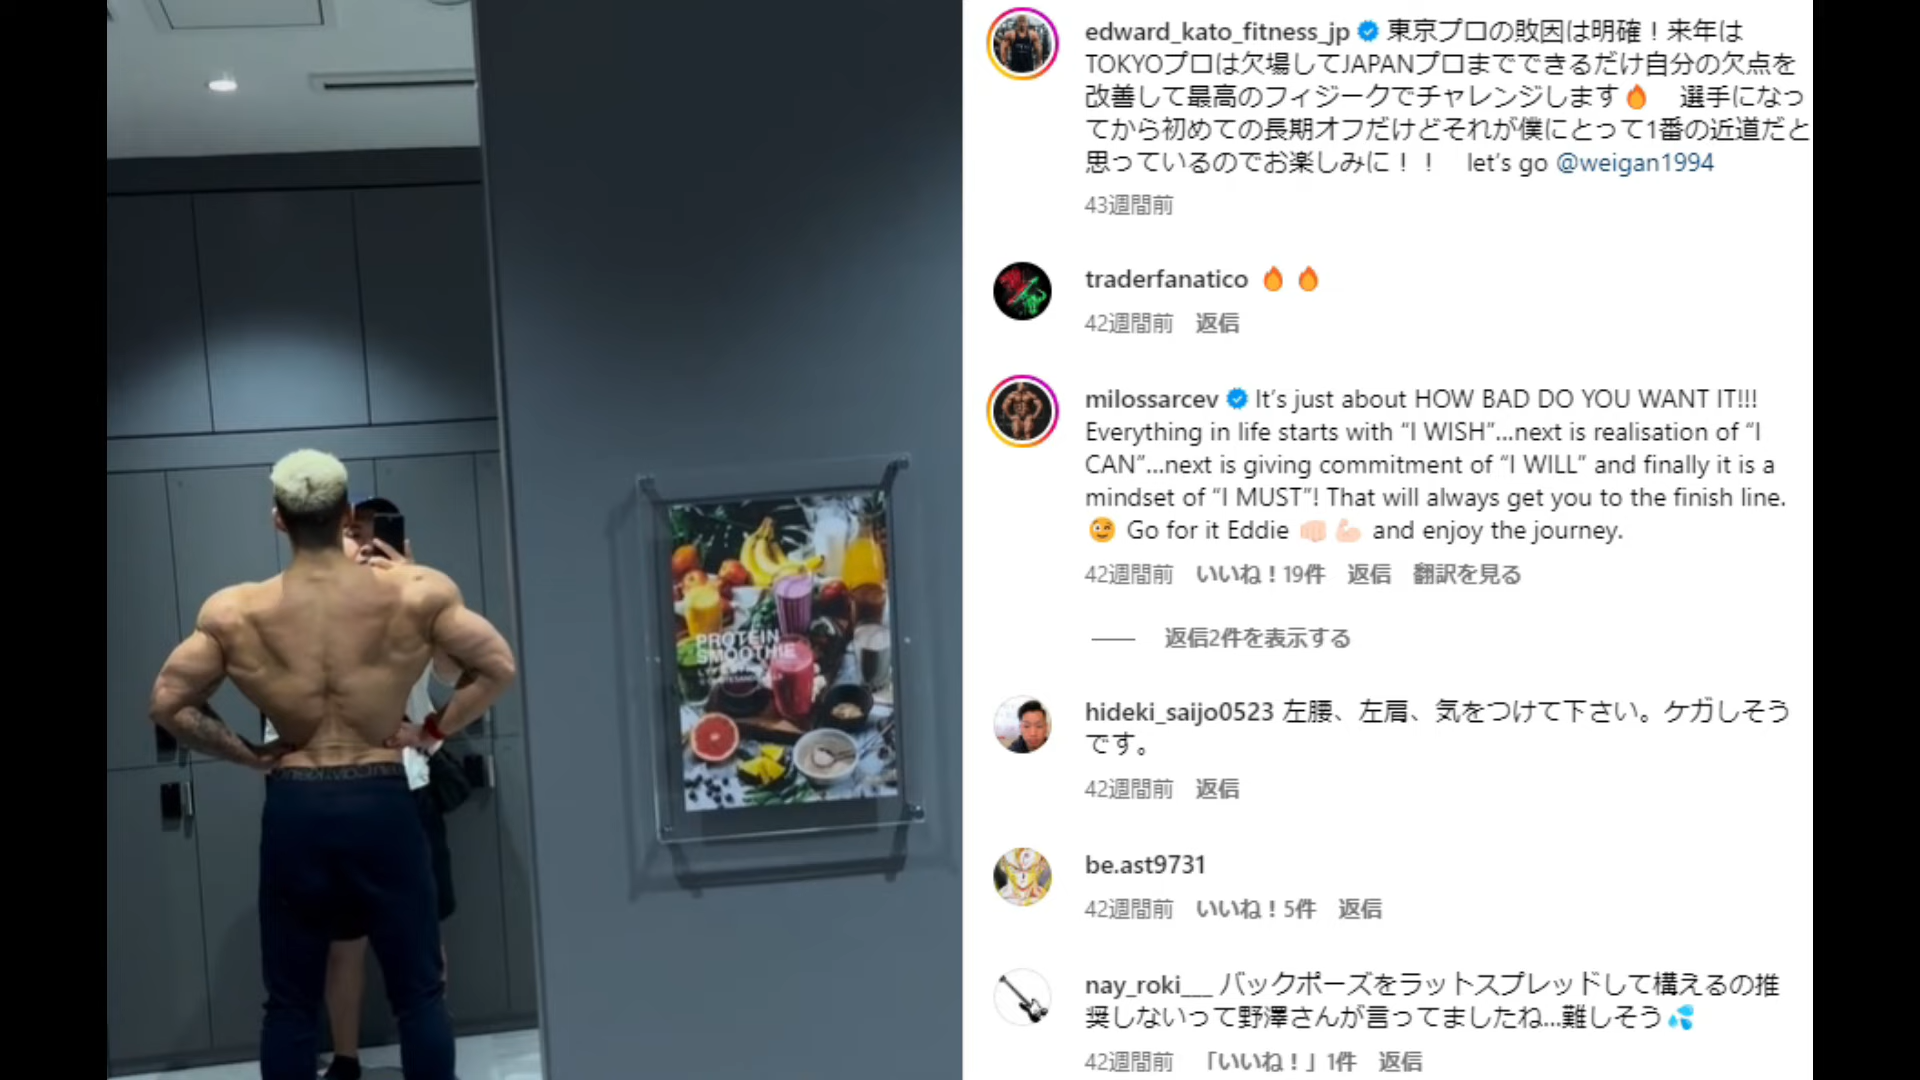 edward_kato_fitness_jp 東京プロの敗因は明確！来年は
TOKYOプロは欠場してJAPANプロまでできるだけ自分の欠点を
改善して最高のフィジークでチャレンジします🔥 選手になっ
てから初めての長期オフだけどそれが僕にとって1番の近道だと
思っているのでお楽しみに！！ let's go @weigan1994
43週間前
traderfanatico 🔥 🔥
42週間前 返信
milossarcev It's just about HOW BAD DO YOU WANT IT!!!
Everything in life starts with “I WISH”...next is realisation of “I
CAN”...next is giving commitment of “I WILL” and finally it is a
mindset of “I MUST”! That will always get you to the finish line.
😉 Go for it Eddie 👊🏻 💪🏻 and enjoy the journey.
42週間前 いいね！19件 返信 翻訳を見る
返信2件を表示する
hideki_saijo0523 左腰、左肩、気をつけて下さい。ケガしそう
です。
42週間前 返信
be.ast9731
42週間前 いいね！5件 返信
nay_roki___ バックポーズをラットスプレッドして構えるの推
奨しないって野澤さんが言ってましたね...難しそう💦
42週間前 「いいね！」1件 返信
PROTEIN
SMOOTHIE